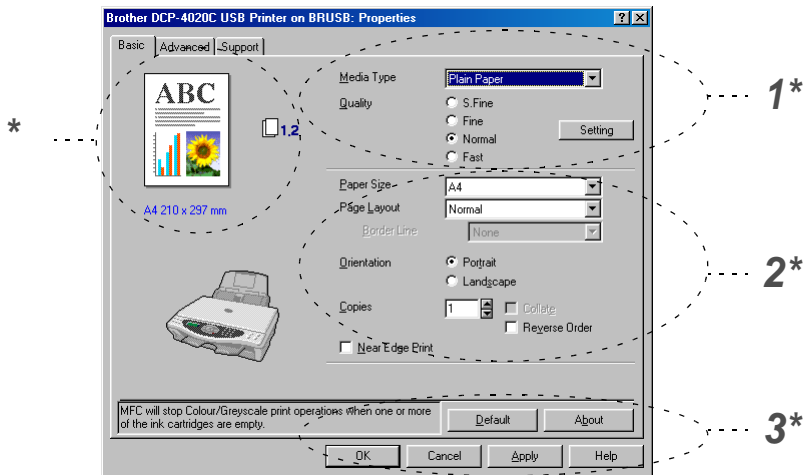 Brother DCP-4020C USB Printer on BRUSB: Properties
Basic Advanced Support
ABC
1,2
A4 210 x 297 mm
*
Media Type Plain Paper
Quality S.Fine
Fine
Normal
Fast
Setting
1*
Paper Size A4
Page Layout Normal
Border Line None
Orientation Portrait
Landscape
Copies 1 Collate
Reverse Order
Near Edge Print
2*
MFC will stop Colour/Greyscale print operations when one or more
of the ink cartridges are empty.
Default About
3*
OK Cancel Apply Help